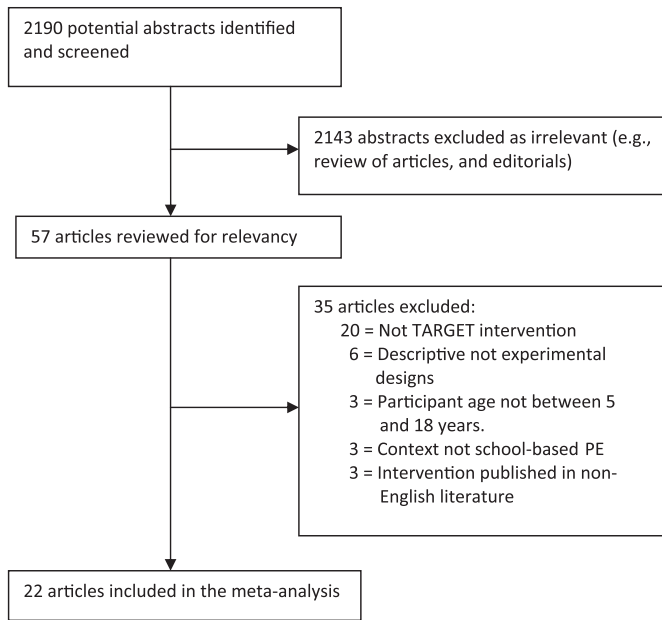 2190 potential abstracts identified
and screened
2143 abstracts excluded as irrelevant (e.g.,
review of articles, and editorials)
57 articles reviewed for relevancy
35 articles excluded:
20 = Not TARGET intervention
6 = Descriptive not experimental
designs
3 = Participant age not between 5
and 18 years.
3 = Context not school-based PE
3 = Intervention published in non-
English literature
22 articles included in the meta-analysis